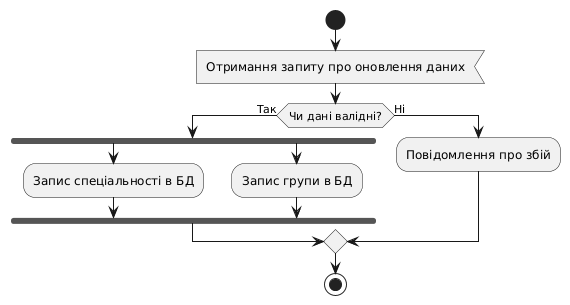 Отримання запиту про оновлення даних
Так
Чи дані валідні?
Ні
Повідомлення про збій
Запис спеціальності в БД
Запис групи в БД